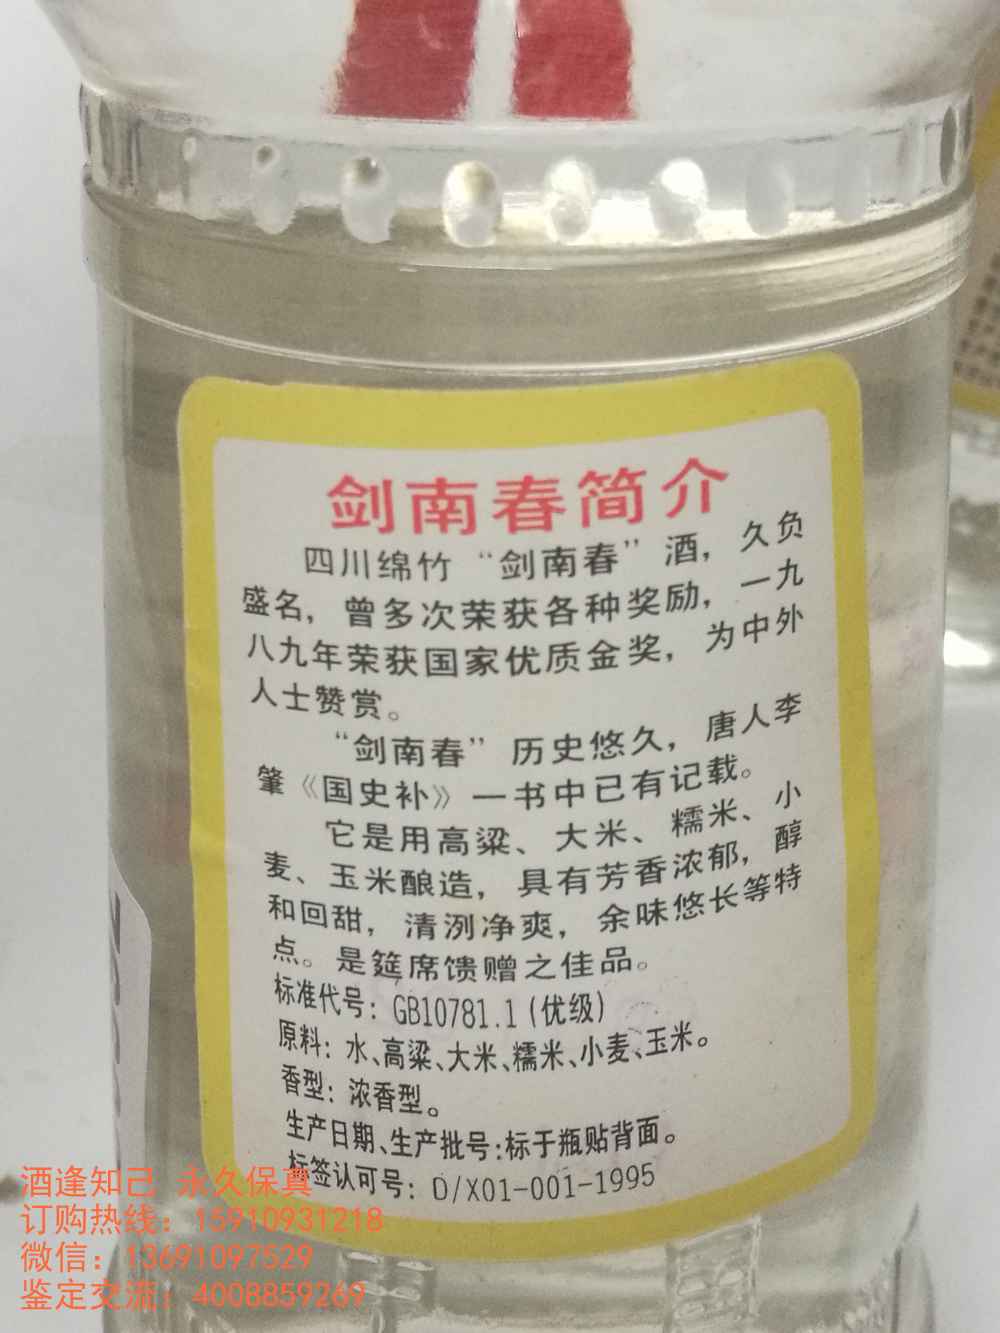 剑南春简介
四川绵竹“剑南春”酒，久负
盛名，曾多次荣获各种奖励，一九
八九年荣获国家优质金奖，为中外
人士赞赏。
“剑南春”历史悠久，唐人李
肇《国史补》一书中已有记载。
它是用高粱、大米、糯米、小
麦、玉米酿造，具有芳香浓郁，醇
和回甜，清洌净爽，余味悠长等特
点。是筵席馈赠之佳品。
标准代号：GB10781.1(优级)
原料：水、高粱、大米、糯米、小麦、玉米。
香型：浓香型。
生产日期、生产批号：标于瓶贴背面。
标签认可号：D/X01-001-1995
酒逢知己 永久保真
订购热线：15910931218
微信：13691097529
鉴定交流：4008859269